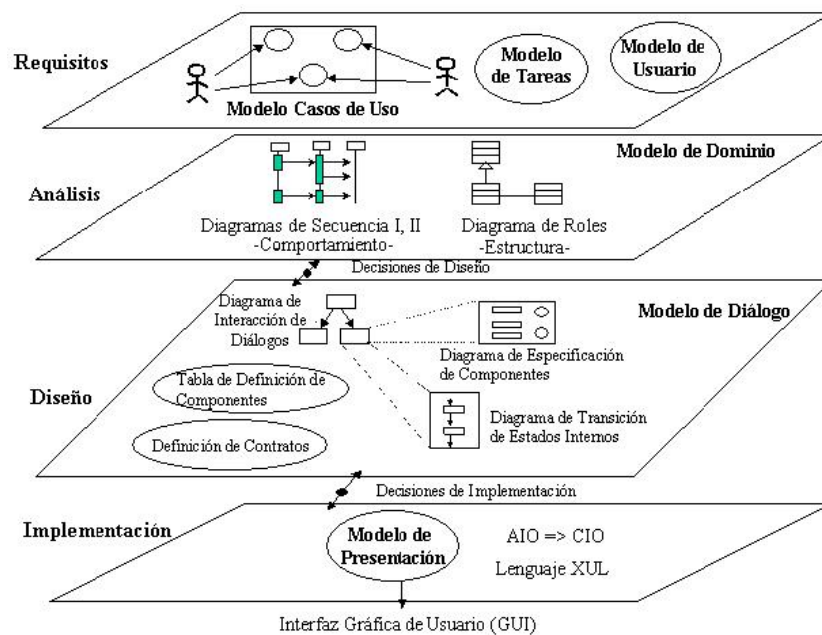 Requisitos
Modelo Casos de Uso
Modelo
de Tareas
Modelo de
Usuario
Análisis
Modelo de Dominio
Diagramas de Secuencia I, II
-Comportamiento-
Diagrama de Roles
-Estructura-
Decisiones de Diseño
Diseño
Diagrama de
Interacción de
Diálogos
Modelo de Diálogo
Diagrama de Especificación
de Componentes
Tabla de Definición de
Componentes
Diagrama de Transición
de Estados Internos
Definición de Contratos
Decisiones de Implementación
Implementación
Modelo de
Presentación
AIO => CIO
Lenguaje XUL
Interfaz Gráfica de Usuario (GUI)